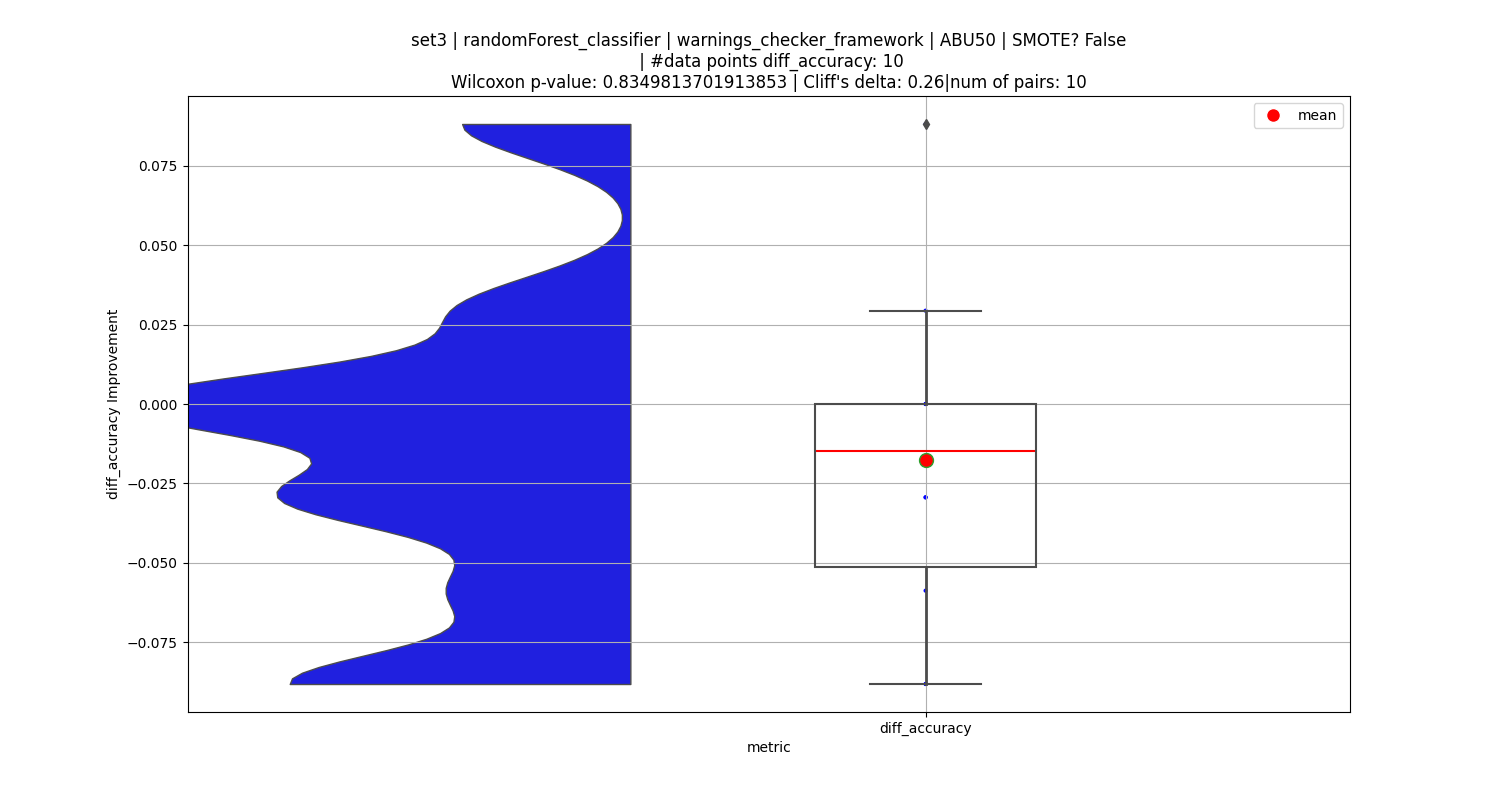 set3 | randomForest_classifier | warnings_checker_framework | ABU50 | SMOTE? False
| #data points diff_accuracy: 10
Wilcoxon p-value: 0.8349813701913853 | Cliff's delta: 0.26|num of pairs: 10
mean
0.075
0.050
0.025
0.000
−0.025
−0.050
−0.075
diff_accuracy Improvement
diff_accuracy
metric